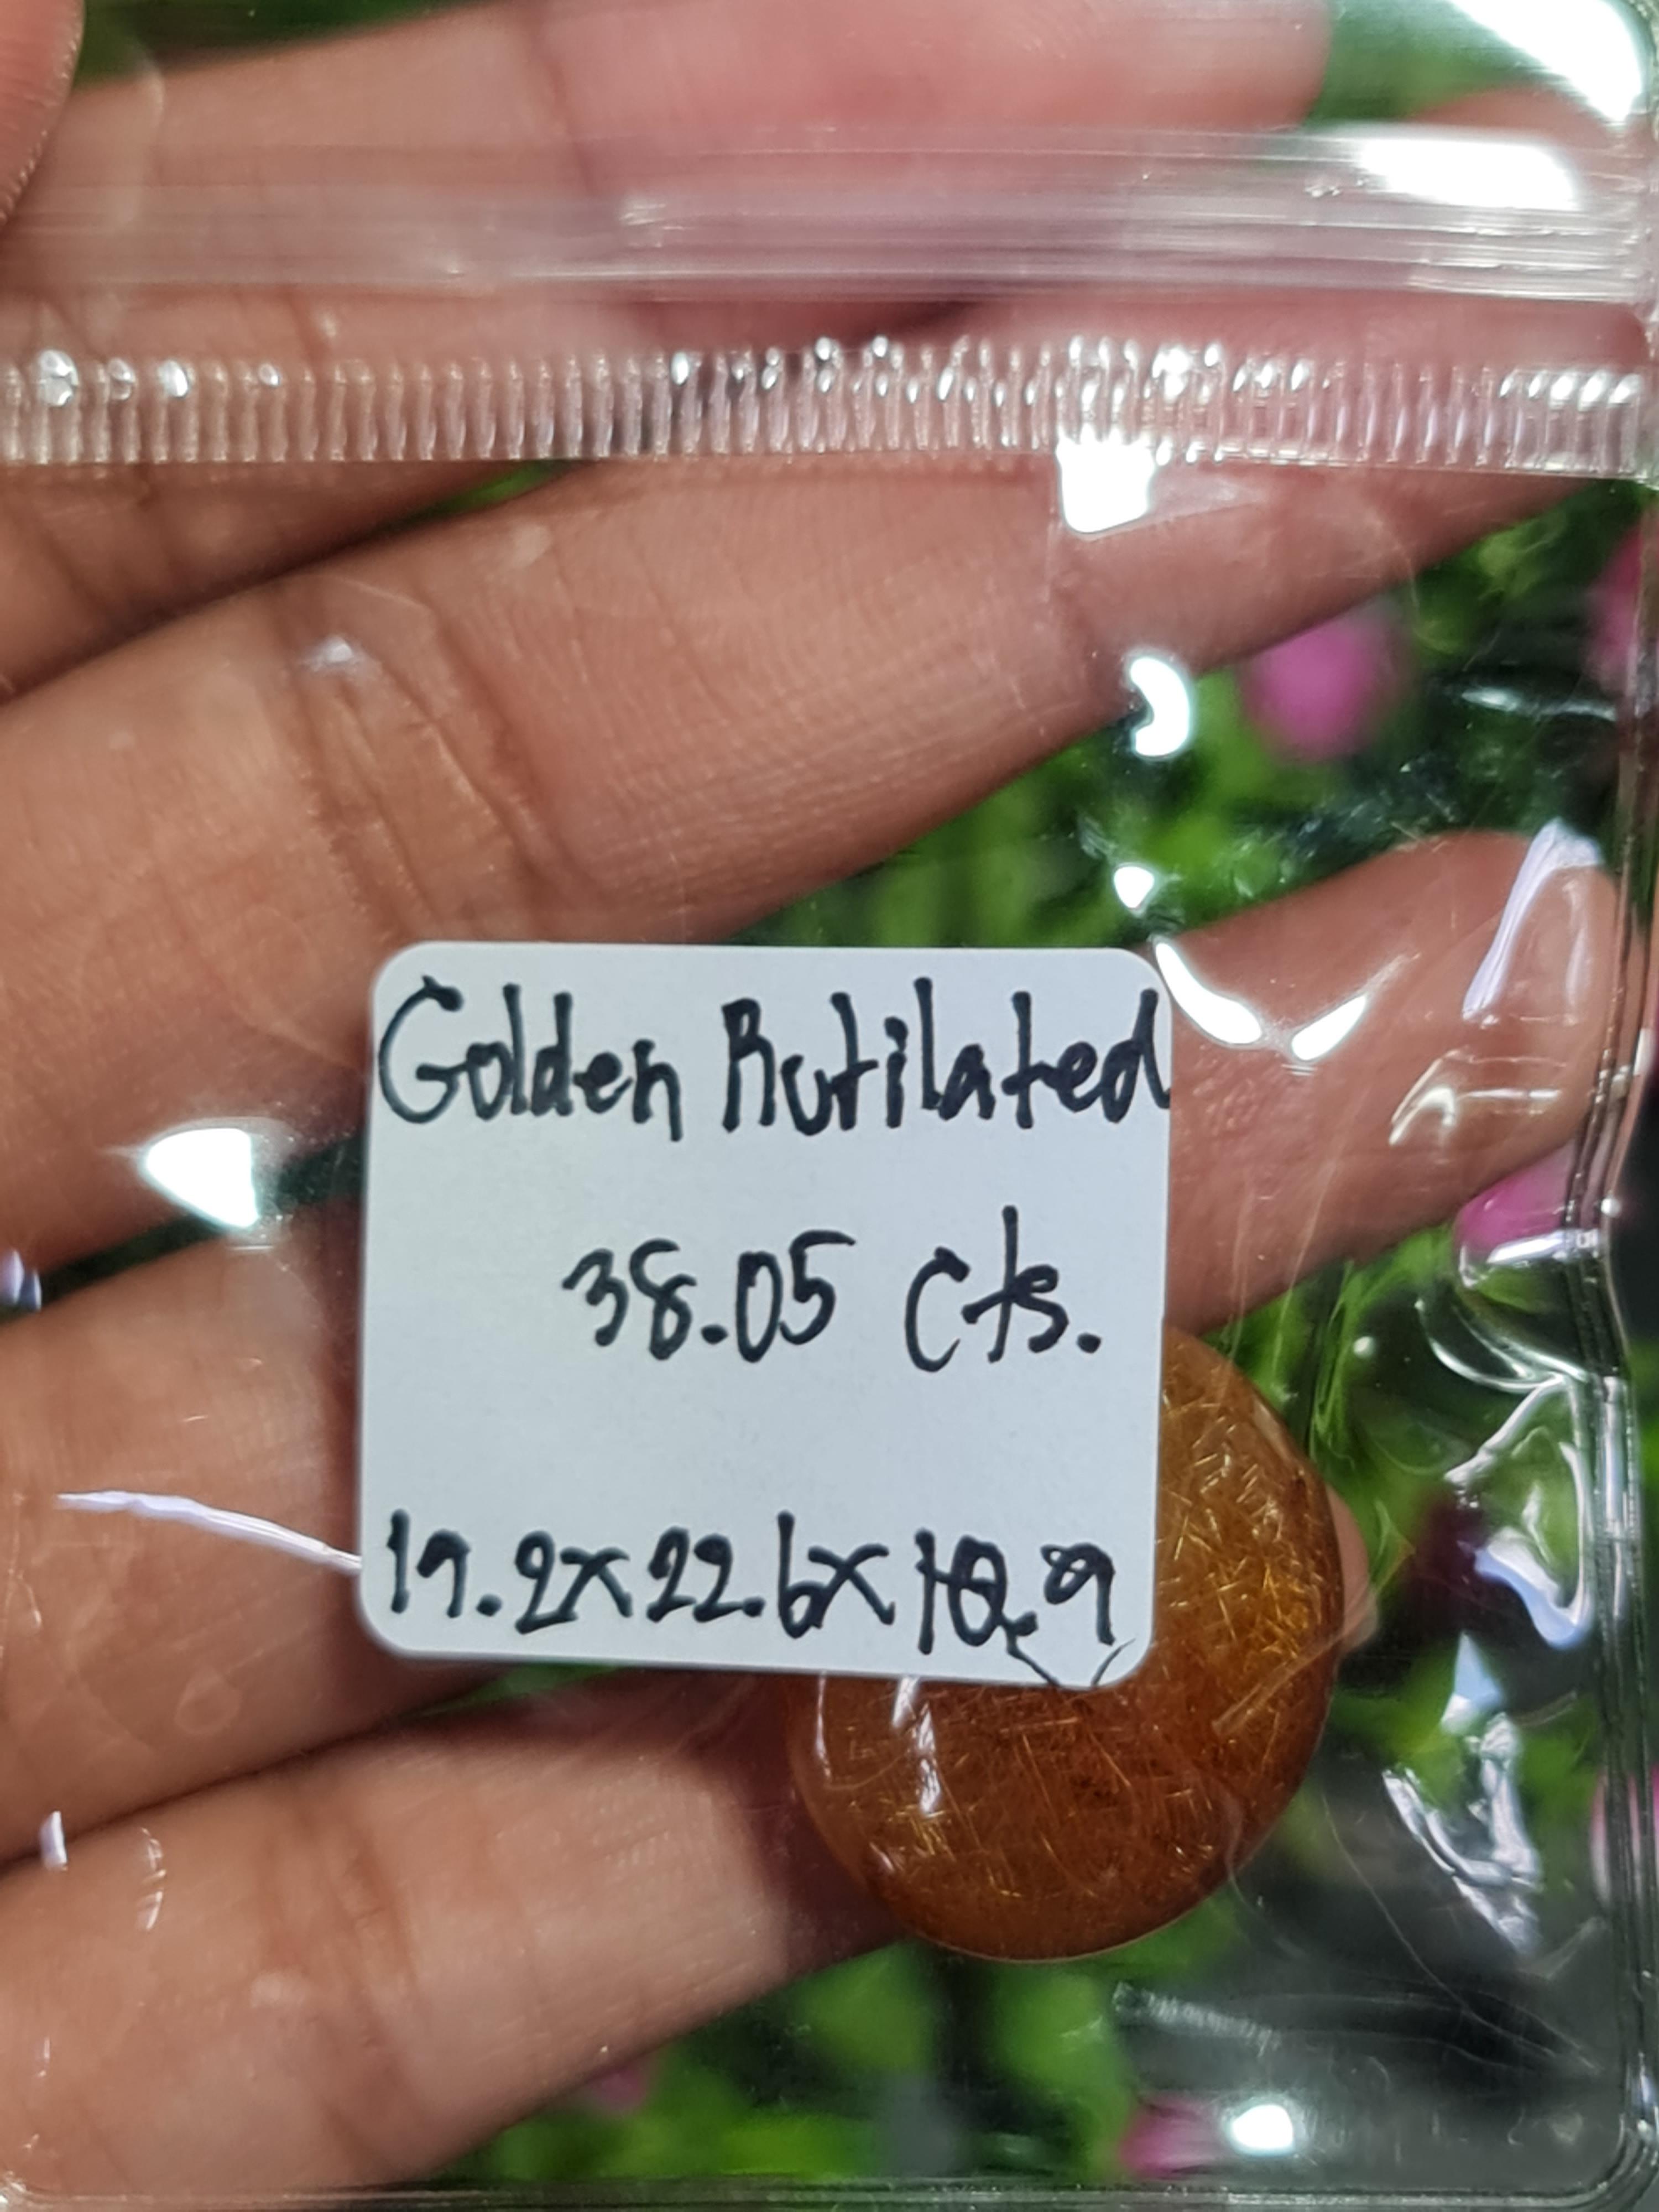 Golden Rutilated
38.05 Cts.
19.2x22.6x10.9